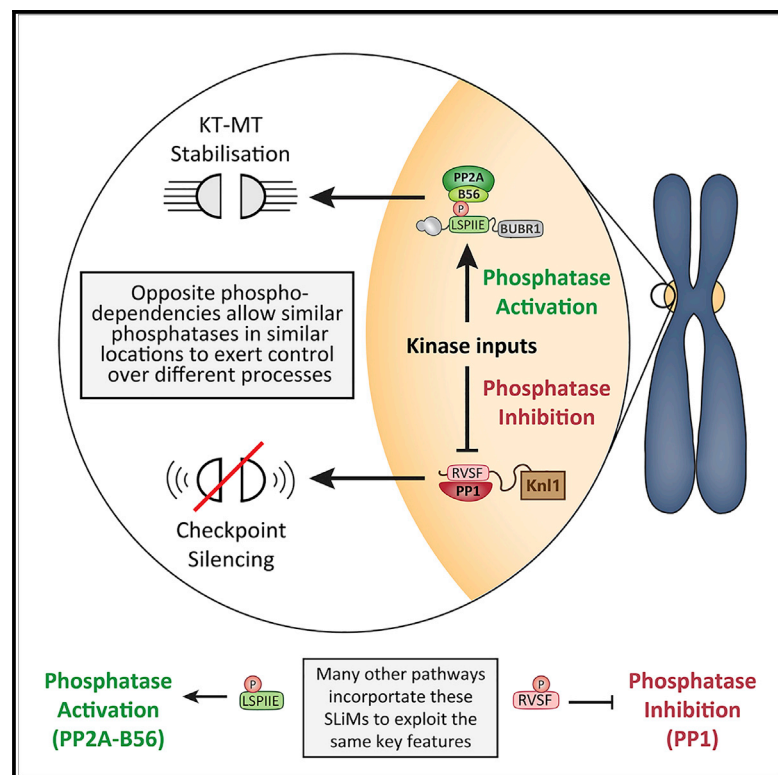 KT-MT
Stabilisation
PP2A
B56
P
LSPIIE
BUBR1
Phosphatase
Activation
Opposite phospho-
dependencies allow similar
phosphatases in similar
locations to exert control
over different processes
Kinase inputs
Phosphatase
Inhibition
RVSF
PP1
Knl1
Checkpoint
Silencing
Phosphatase
Activation
(PP2A-B56)
P
LSPIIE
Many other pathways
incorportate these
SLiMs to exploit the
same key features
P
RVSF
Phosphatase
Inhibition
(PP1)